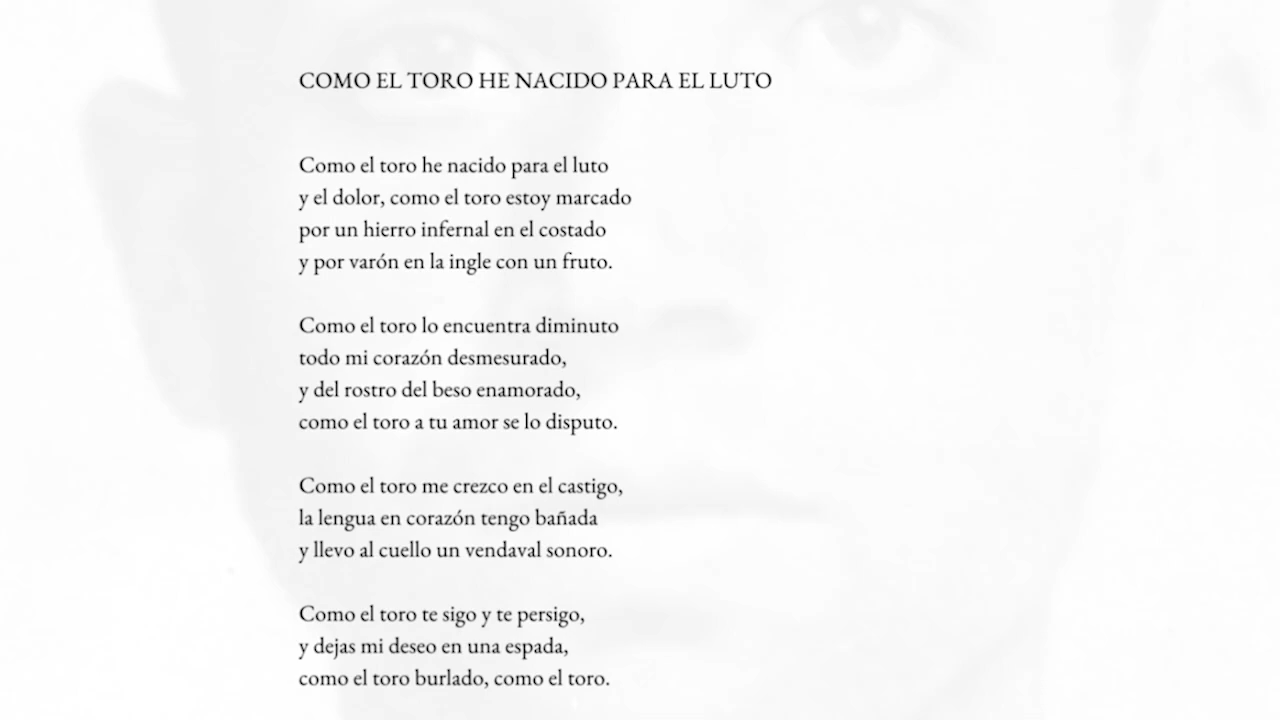 COMO EL TORO HE NACIDO PARA EL LUTO
Como el toro he nacido para el luto
y el dolor, como el toro estoy marcado
por un hierro infernal en el costado
y por varón en la ingle con un fruto.
Como el toro lo encuentra diminuto
todo mi corazón desmesurado,
y del rostro del beso enamorado,
como el toro a tu amor se lo disputo.
Como el toro me crezco en el castigo,
la lengua en corazón tengo bañada
y llevo al cuello un vendaval sonoro.
Como el toro te sigo y te persigo,
y dejas mi deseo en una espada,
como el toro burlado, como el toro.